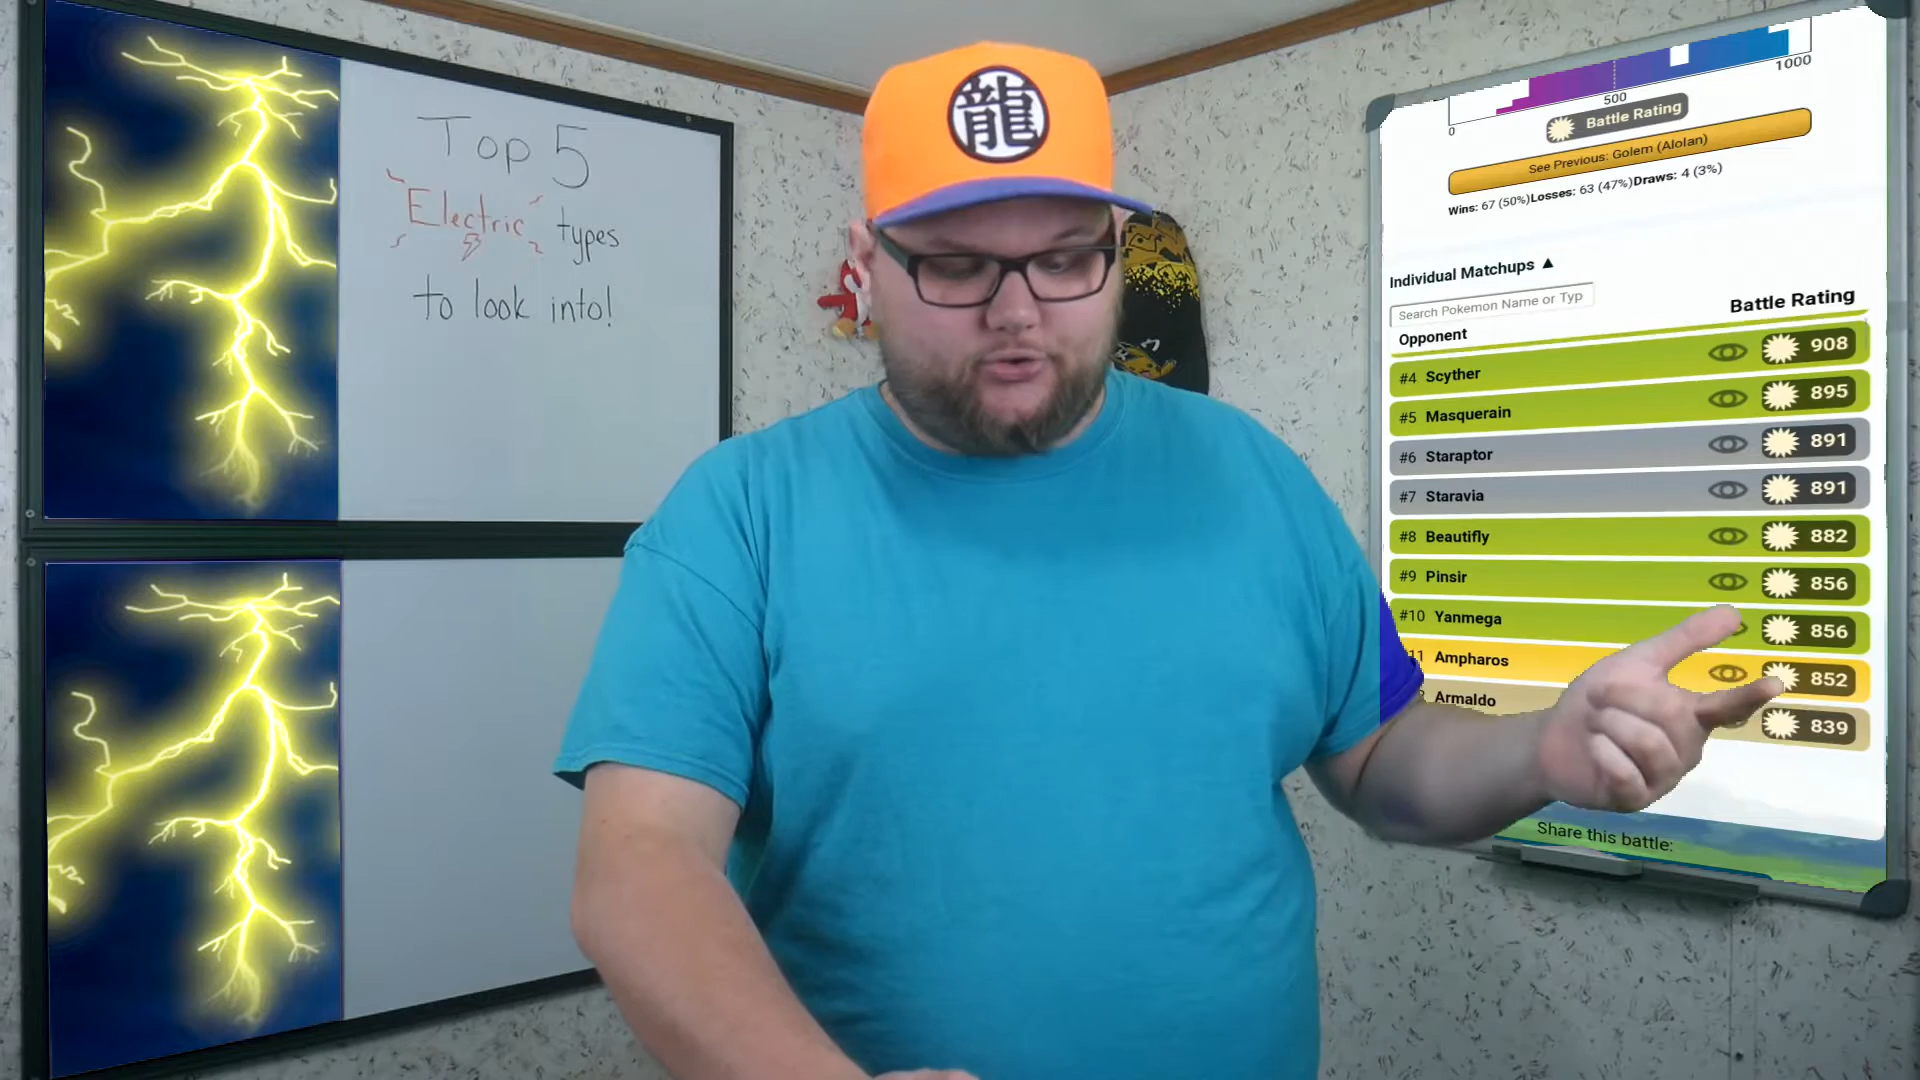 Top 5
Electric types
to look into!
龍
0
500
1000
Battle Rating
See Previous: Golem (Alolan)
Wins: 67 (50%)Losses: 63 (47%)Draws: 4 (3%)
Individual Matchups ▲
Search Pokemon Name or Typ
Battle Rating
Opponent
#4 Scyther 908
#5 Masquerain 895
#6 Staraptor 891
#7 Staravia 891
#8 Beautifly 882
#9 Pinsir 856
#10 Yanmega 856
11 Ampharos 852
Armaldo 839
Share this battle: